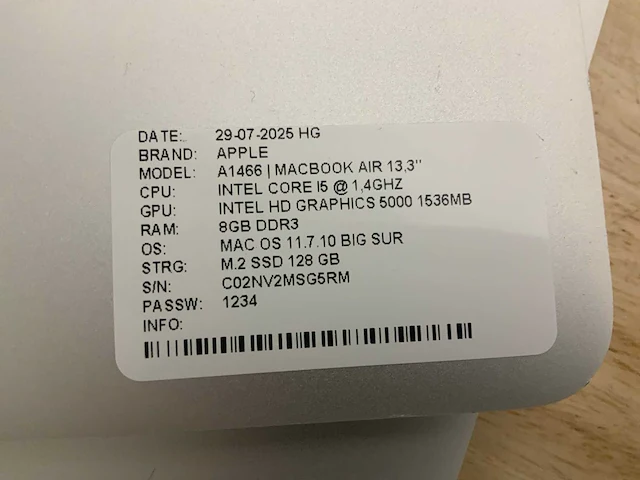 DATE: 29-07-2025 HG
BRAND: APPLE
MODEL: A1466 | MACBOOK AIR 13,3"
CPU: INTEL CORE I5 @ 1,4GHZ
GPU: INTEL HD GRAPHICS 5000 1536MB
RAM: 8GB DDR3
OS: MAC OS 11.7.10 BIG SUR
STRG: M.2 SSD 128 GB
S/N: C02NV2MSG5RM
PASSW: 1234
INFO: